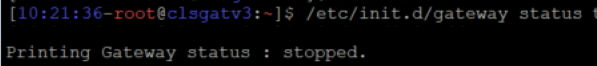 [10:21:36-root@clsgatv3:~]$ /etc/init.d/gateway status
Printing Gateway status : stopped.